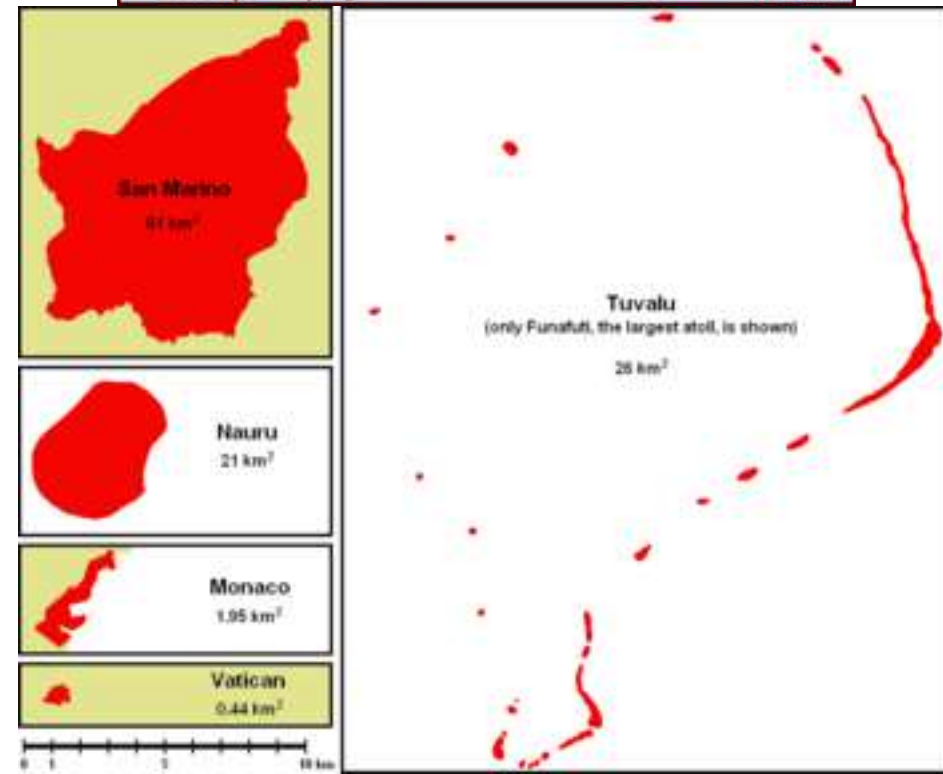 San Marino
61 km²
Nauru
21 km²
Monaco
1.95 km²
Vatican
0.44 km²
0 1 5 10 km
Tuvalu
(only Funafuti, the largest atoll, is shown)
26 km²